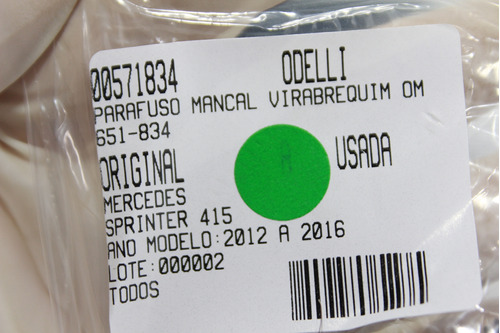 00571834 ODELLI
PARAFUSO MANCAL VIRABREQUIM OM
651-834
ORIGINAL USADA
MERCEDES
SPRINTER 415
ANO MODELO:2012 A 2016
LOTE:000002
TODOS